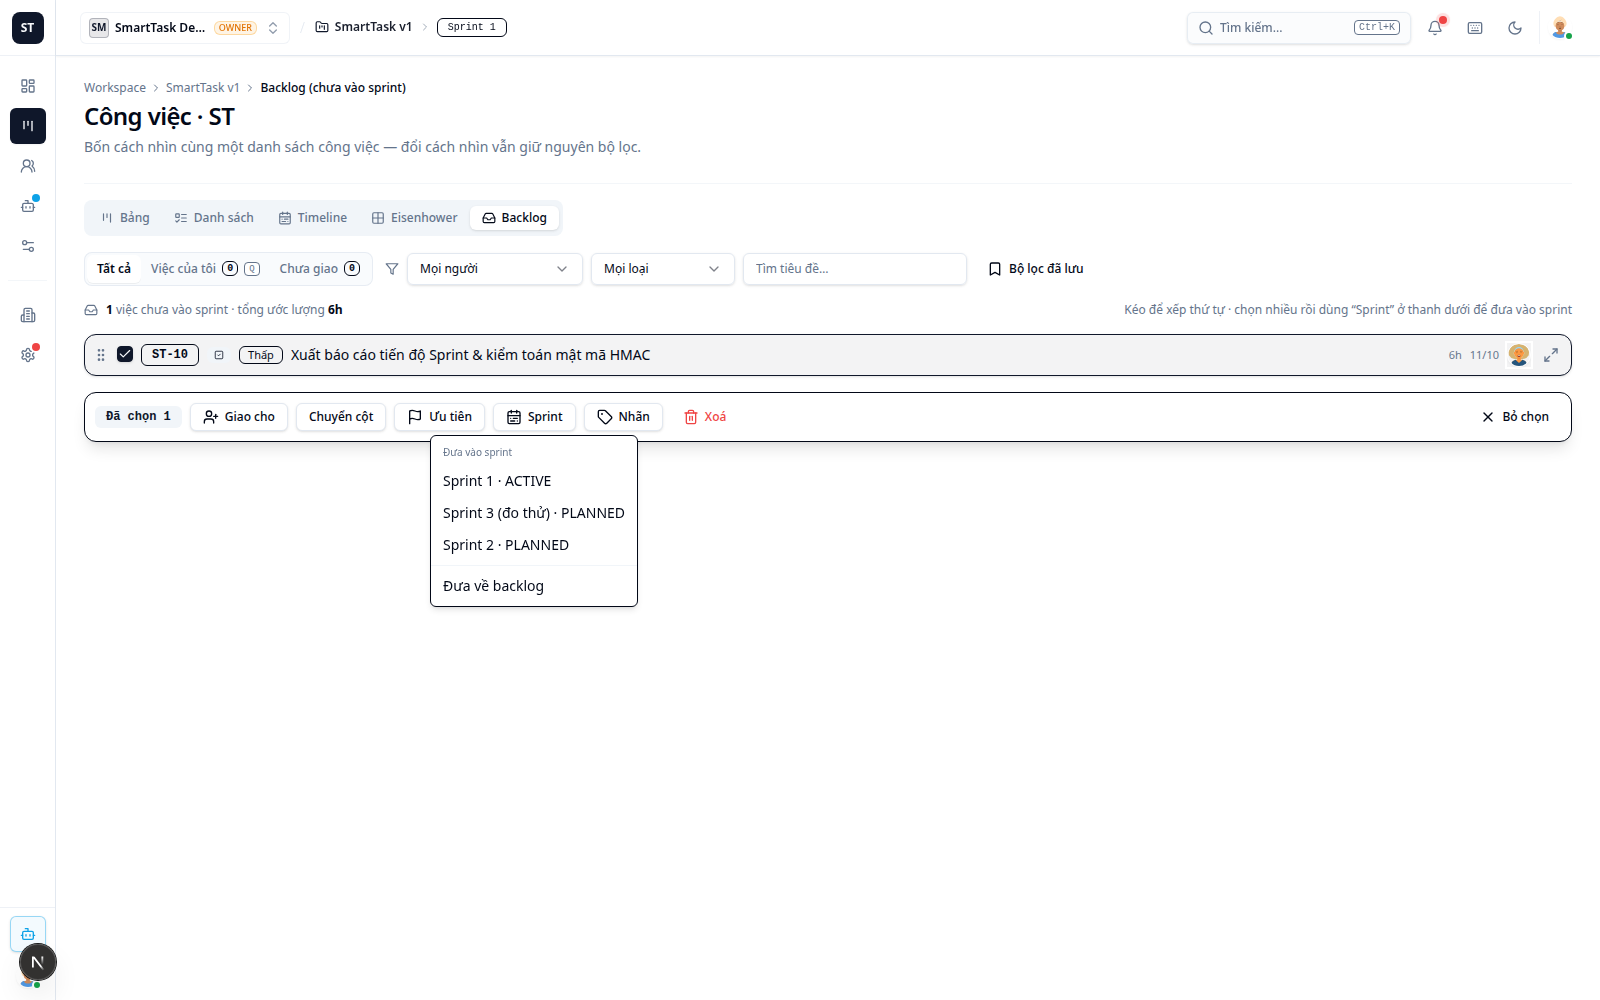 ST
SM SmartTask De... OWNER / SmartTask v1 Sprint 1
Tìm kiếm... Ctrl+K
Workspace SmartTask v1 Backlog (chưa vào sprint)
Công việc · ST
Bốn cách nhìn cùng một danh sách công việc — đổi cách nhìn vẫn giữ nguyên bộ lọc.
Bảng Danh sách Timeline Eisenhower Backlog
Tất cả Việc của tôi 0 Q Chưa giao 0 Mọi người Mọi loại Tìm tiêu đề... Bộ lọc đã lưu
1 việc chưa vào sprint · tổng ước lượng 6h
Kéo để xếp thứ tự · chọn nhiều rồi dùng “Sprint” ở thanh dưới để đưa vào sprint
ST-10 Thấp Xuất báo cáo tiến độ Sprint & kiểm toán mật mã HMAC 6h 11/10
Đã chọn 1 Giao cho Chuyển cột Ưu tiên Sprint Nhãn Xoá Bỏ chọn
Đưa vào sprint
Sprint 1 · ACTIVE
Sprint 3 (đo thử) · PLANNED
Sprint 2 · PLANNED
Đưa về backlog
N